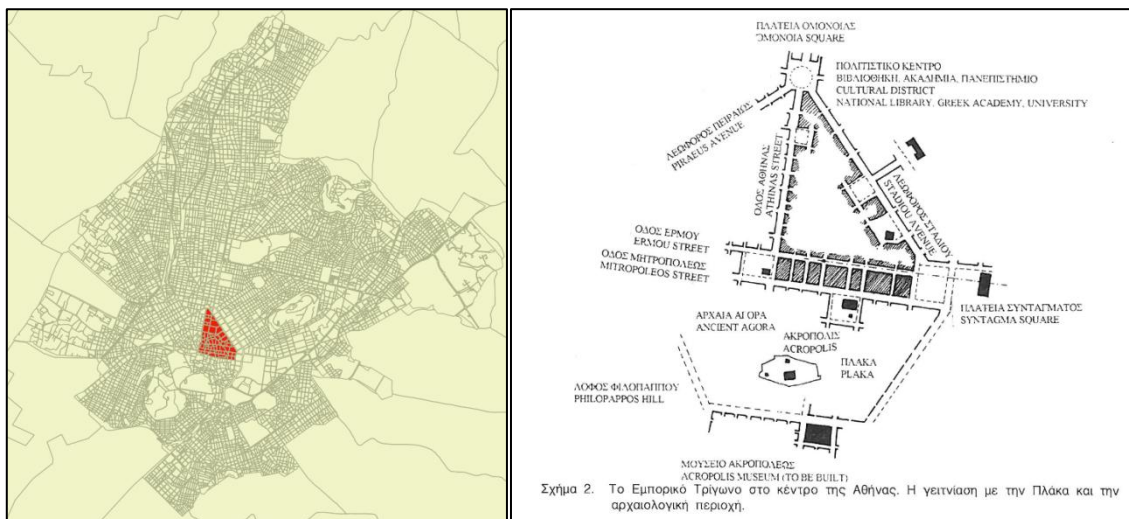 ΠΛΑΤΕΙΑ ΟΜΟΝΟΙΑΣ
OMONOIA SQUARE
ΠΟΛΙΤΙΣΤΙΚΟ ΚΕΝΤΡΟ
ΒΙΒΛΙΟΘΗΚΗ, ΑΚΑΔΗΜΙΑ, ΠΑΝΕΠΙΣΤΗΜΙΟ
CULTURAL DISTRICT
NATIONAL LIBRARY, GREEK ACADEMY, UNIVERSITY
ΛΕΩΦΟΡΟΣ ΠΕΙΡΑΙΩΣ
PIRAEUS AVENUE
ΟΔΟΣ ΑΘΗΝΑΣ
ATHINAS STREET
ΛΕΩΦΟΡΟΣ ΣΤΑΔΙΟΥ
STADIOU AVENUE
ΟΔΟΣ ΕΡΜΟΥ
ERMOU STREET
ΟΔΟΣ ΜΗΤΡΟΠΟΛΕΩΣ
MITROPOLEOS STREET
ΠΛΑΤΕΙΑ ΣΥΝΤΑΓΜΑΤΟΣ
SYNTAGMA SQUARE
ΑΡΧΑΙΑ ΑΓΟΡΑ
ANCIENT AGORA
ΑΚΡΟΠΟΛΙΣ
ACROPOLIS
ΠΛΑΚΑ
PLAKA
ΛΟΦΟΣ ΦΙΛΟΠΑΠΠΟΥ
PHILOPAPPOS HILL
ΜΟΥΣΕΙΟ ΑΚΡΟΠΟΛΕΩΣ
ACROPOLIS MUSEUM (TO BE BUILT)
Σχήμα 2. Το Εμπορικό Τρίγωνο στο κέντρο της Αθήνας. Η γειτνίαση με την Πλάκα και την
αρχαιολογική περιοχή.